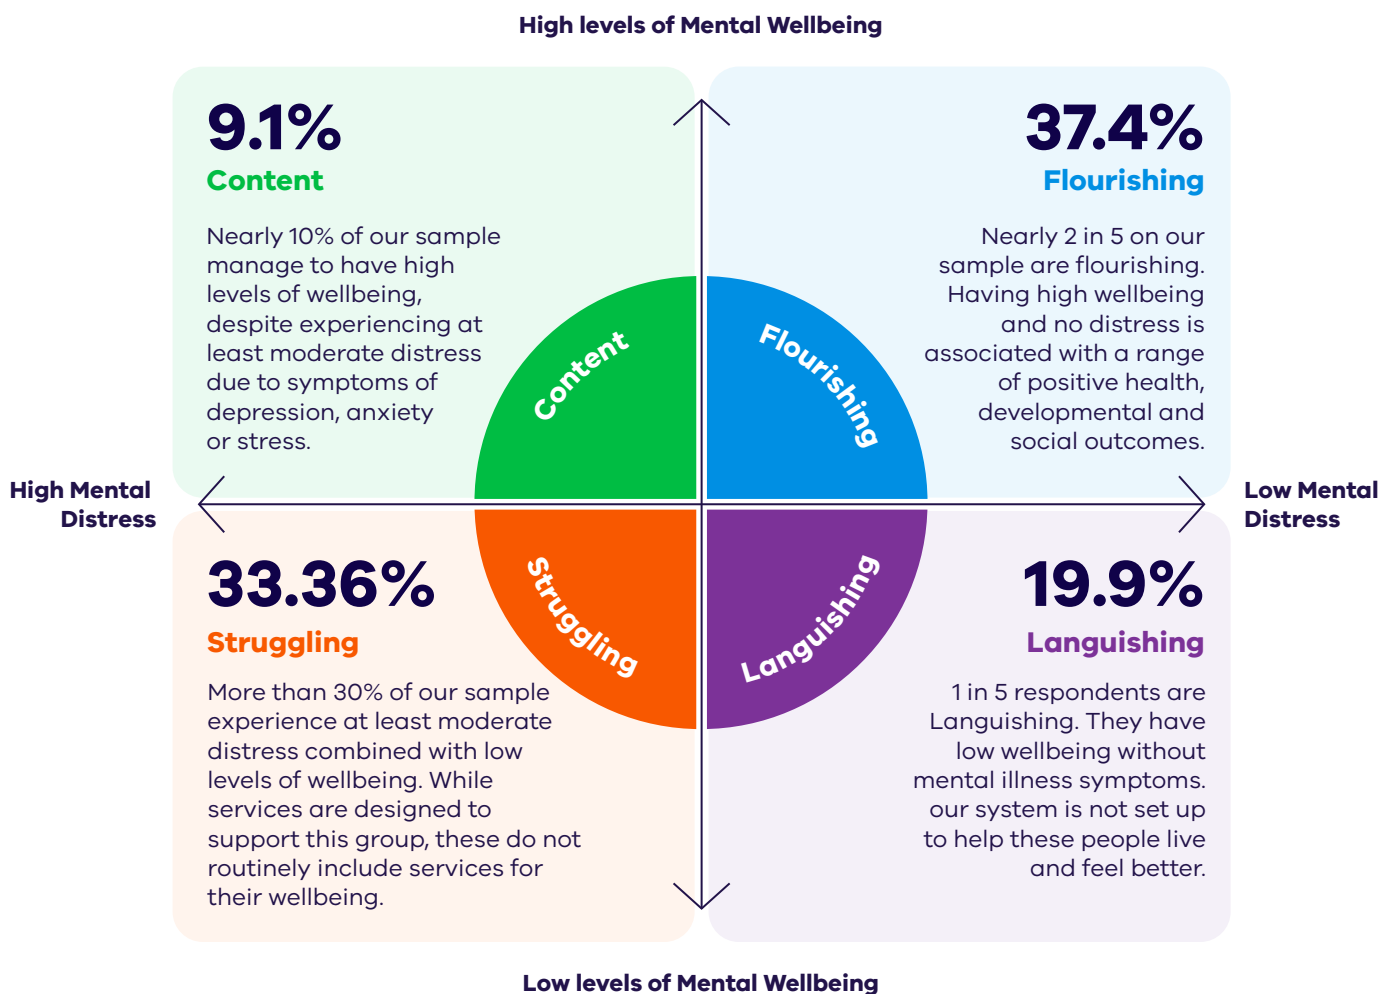 High levels of Mental Wellbeing
9.1%
Content
Nearly 10% of our sample
manage to have high
levels of wellbeing,
despite experiencing at
least moderate distress
due to symptoms of
depression, anxiety
or stress.
37.4%
Flourishing
Nearly 2 in 5 on our
sample are flourishing.
Having high wellbeing
and no distress is
associated with a range
of positive health,
developmental and
social outcomes.
Content
Flourishing
High Mental
Distress
Low Mental
Distress
Struggling
Languishing
33.36%
Struggling
More than 30% of our sample
experience at least moderate
distress combined with low
levels of wellbeing. While
services are designed to
support this group, these do not
routinely include services for
their wellbeing.
19.9%
Languishing
1 in 5 respondents are
Languishing. They have
low wellbeing without
mental illness symptoms.
our system is not set up
to help these people live
and feel better.
Low levels of Mental Wellbeing